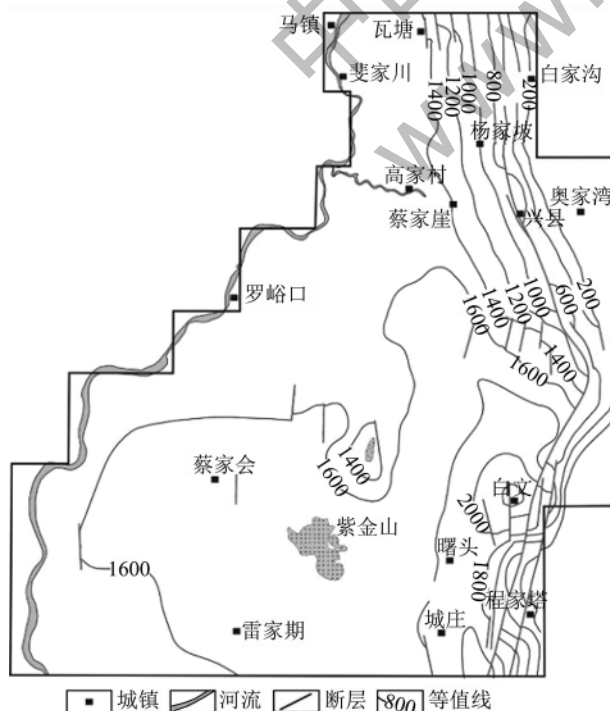 马镇
瓦塘
斐家川
白家沟
1400
1200
1000
800
200
杨家坡
高家村
蔡家崖
兴县
奥家湾
罗峪口
1600
1400
1200
1000
600
200
1600
1400
1400
1600
蔡家会
白文
2000
紫金山
曙头
1600
1800
程家塔
雷家期
城庄
城镇 河流 断层 800 等值线